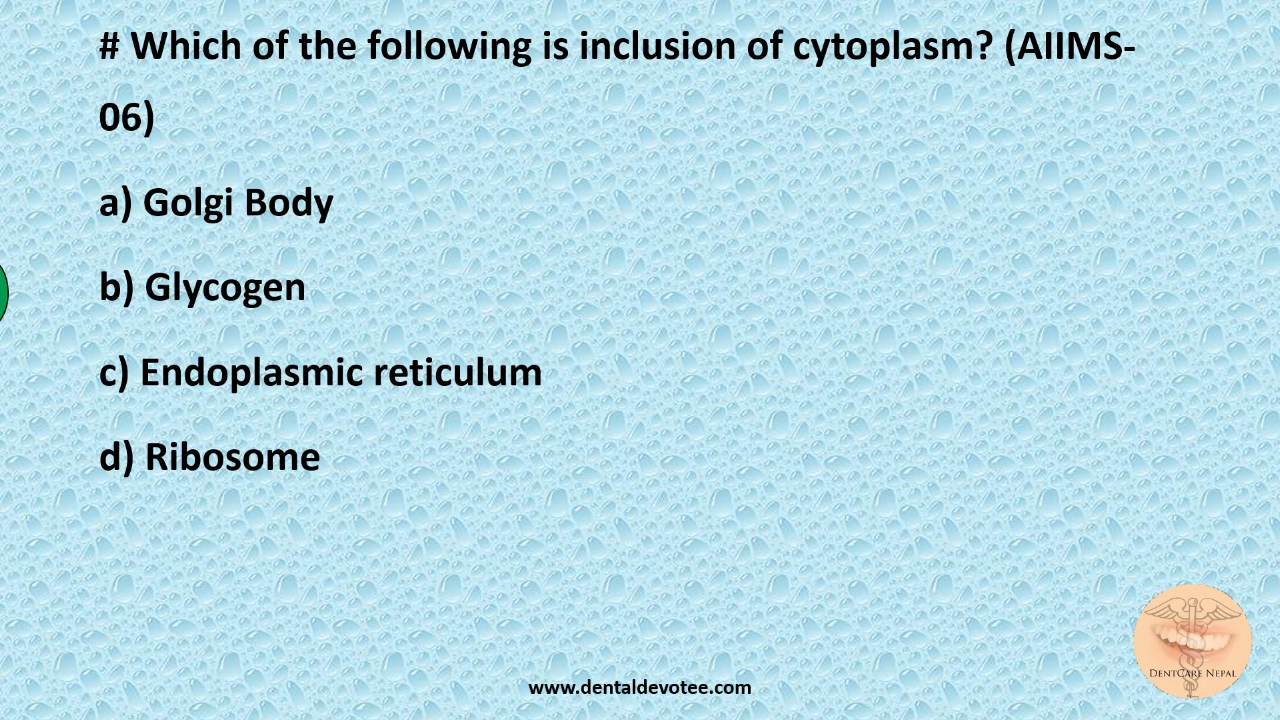 # Which of the following is inclusion of cytoplasm? (AIIMS-
06)
a) Golgi Body
b) Glycogen
c) Endoplasmic reticulum
d) Ribosome
DentCare Nepal
www.dentaldevotee.com